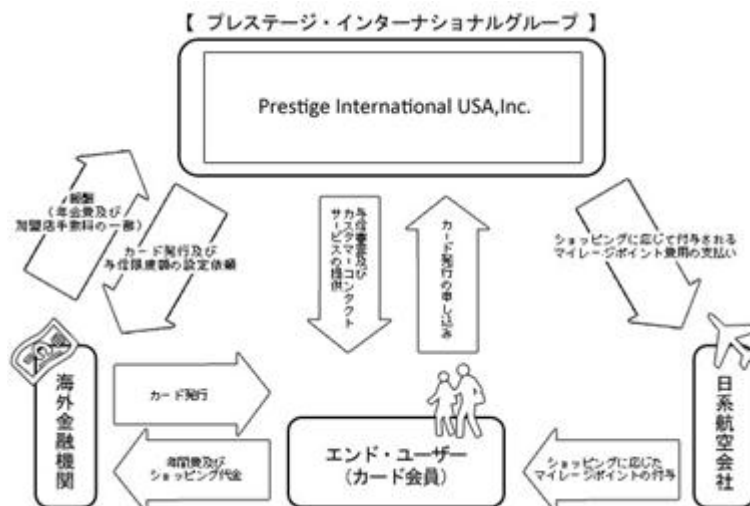 【 プレステージ・インターナショナルグループ 】
Prestige International USA,Inc.
報酬
(年会費及び
加盟店手数料の一部)
カード発行及び
与信限度額の設定依頼
与信審査及び
カスタマーコンタクト
サービスの提供
カード発行の申し込み
ショッピングに応じて付与される
マイレージポイント費用の支払い
海外金融機関
カード発行
年間費及び
ショッピング代金
エンド・ユーザー
(カード会員)
ショッピングに応じた
マイレージポイントの付与
日系航空会社